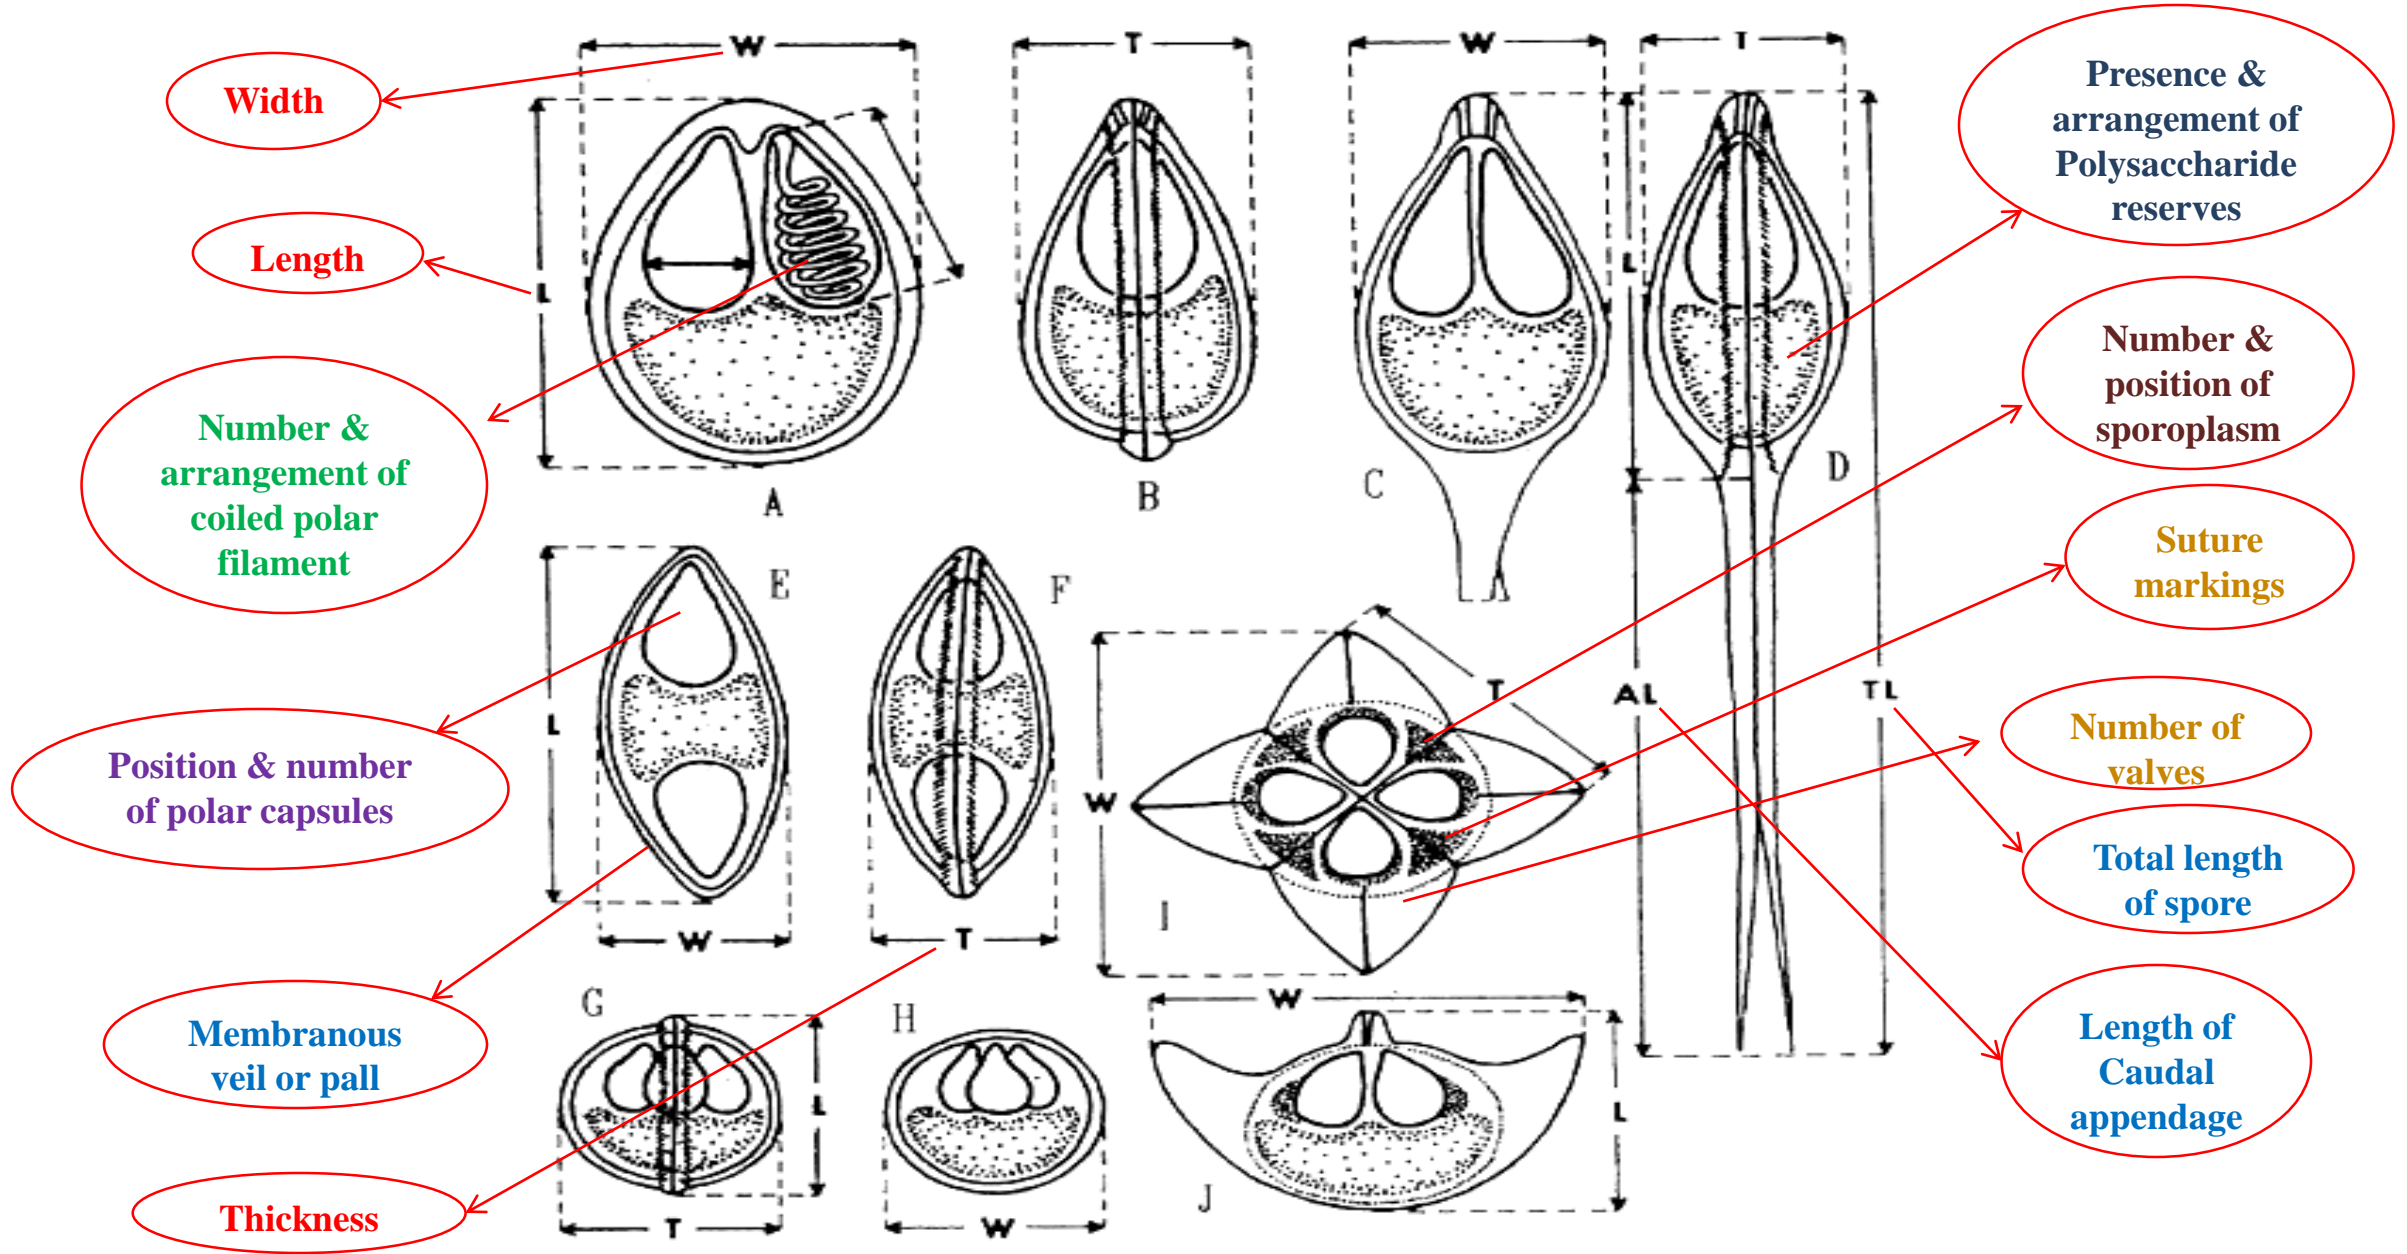 W
T
W
T
Width
Presence &
arrangement of
Polysaccharide
reserves
Length
L
L
Number &
arrangement of
coiled polar
filament
Number &
position of
sporoplasm
A
B
C
D
Suture
markings
E
F
L
T
W
AL
TL
Position & number
of polar capsules
Number of
valves
Total length
of spore
W
T
I
G
H
W
Membranous
veil or pall
Length of
Caudal
appendage
L
L
J
Thickness
T
W